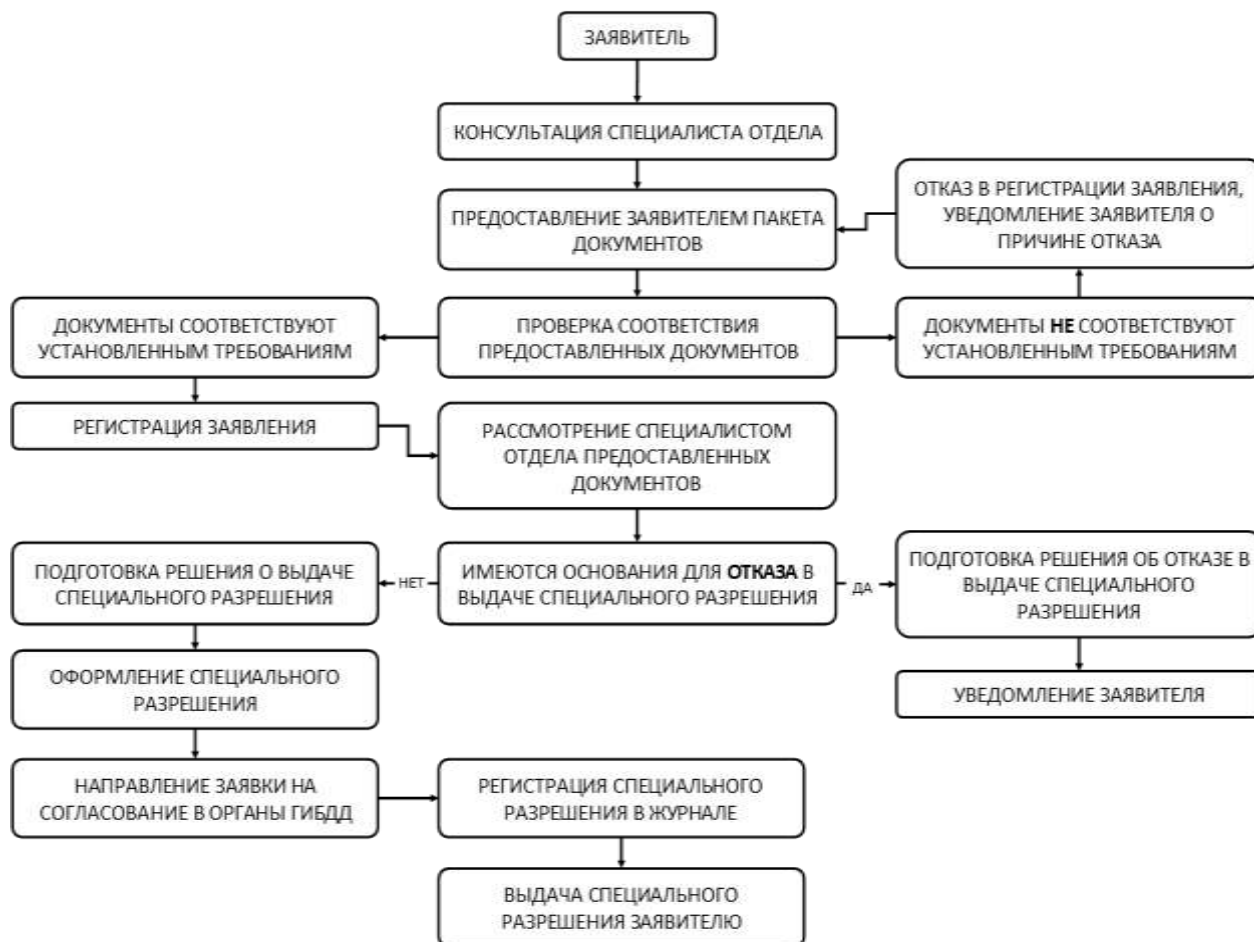 ЗАЯВИТЕЛЬ
КОНСУЛЬТАЦИЯ СПЕЦИАЛИСТА ОТДЕЛА
ПРЕДОСТАВЛЕНИЕ ЗАЯВИТЕЛЕМ ПАКЕТА
ДОКУМЕНТОВ
ОТКАЗ В РЕГИСТРАЦИИ ЗАЯВЛЕНИЯ,
УВЕДОМЛЕНИЕ ЗАЯВИТЕЛЯ О
ПРИЧИНЕ ОТКАЗА
ДОКУМЕНТЫ СООТВЕТСТВУЮТ
УСТАНОВЛЕННЫМ ТРЕБОВАНИЯМ
ПРОВЕРКА СООТВЕТСТВИЯ
ПРЕДОСТАВЛЕННЫХ ДОКУМЕНТОВ
ДОКУМЕНТЫ НЕ СООТВЕТСТВУЮТ
УСТАНОВЛЕННЫМ ТРЕБОВАНИЯМ
РЕГИСТРАЦИЯ ЗАЯВЛЕНИЯ
РАССМОТРЕНИЕ СПЕЦИАЛИСТОМ
ОТДЕЛА ПРЕДОСТАВЛЕННЫХ
ДОКУМЕНТОВ
ПОДГОТОВКА РЕШЕНИЯ О ВЫДАЧЕ
СПЕЦИАЛЬНОГО РАЗРЕШЕНИЯ
НЕТ
ИМЕЮТСЯ ОСНОВАНИЯ ДЛЯ ОТКАЗА В
ВЫДАЧЕ СПЕЦИАЛЬНОГО РАЗРЕШЕНИЯ
ДА
ПОДГОТОВКА РЕШЕНИЯ ОБ ОТКАЗЕ В
ВЫДАЧЕ СПЕЦИАЛЬНОГО
РАЗРЕШЕНИЯ
ОФОРМЛЕНИЕ СПЕЦИАЛЬНОГО
РАЗРЕШЕНИЯ
УВЕДОМЛЕНИЕ ЗАЯВИТЕЛЯ
НАПРАВЛЕНИЕ ЗАЯВКИ НА
СОГЛАСОВАНИЕ В ОРГАНЫ ГИБДД
РЕГИСТРАЦИЯ СПЕЦИАЛЬНОГО
РАЗРЕШЕНИЯ В ЖУРНАЛЕ
ВЫДАЧА СПЕЦИАЛЬНОГО
РАЗРЕШЕНИЯ ЗАЯВИТЕЛЮ